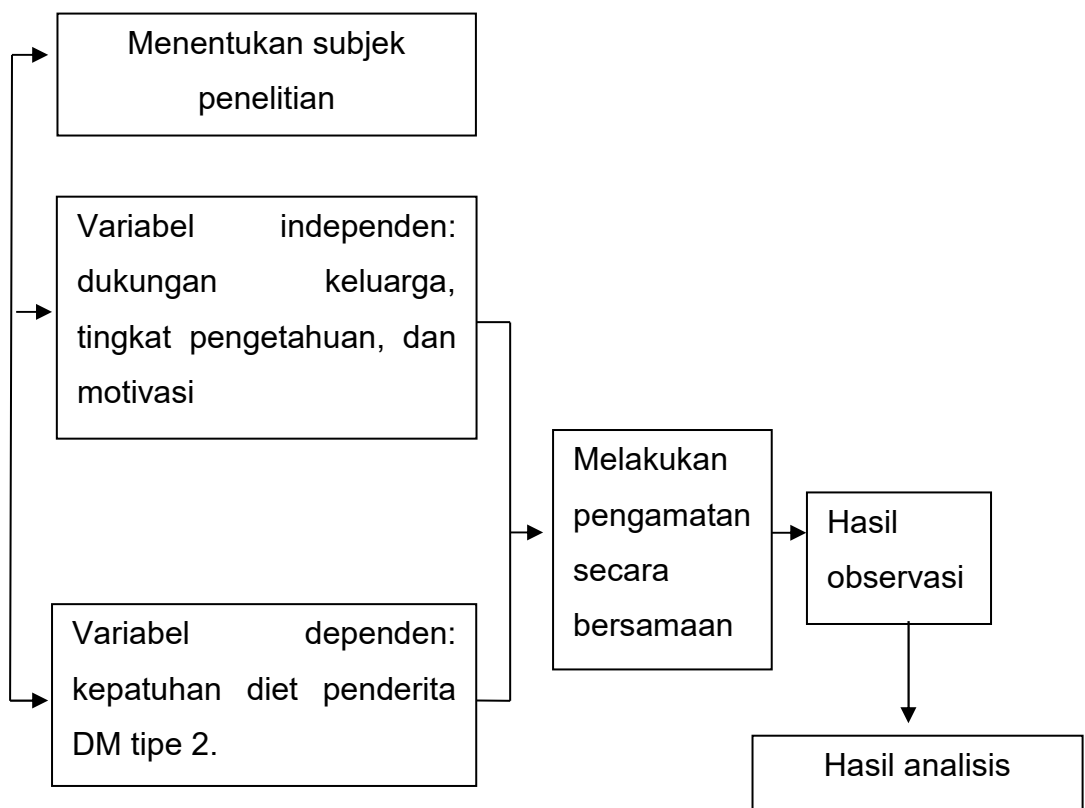 Menentukan subjek
penelitian
Variabel independen:
dukungan keluarga,
tingkat pengetahuan, dan
motivasi
Melakukan
pengamatan
secara
bersamaan
Hasil
observasi
Variabel dependen:
kepatuhan diet penderita
DM tipe 2.
Hasil analisis